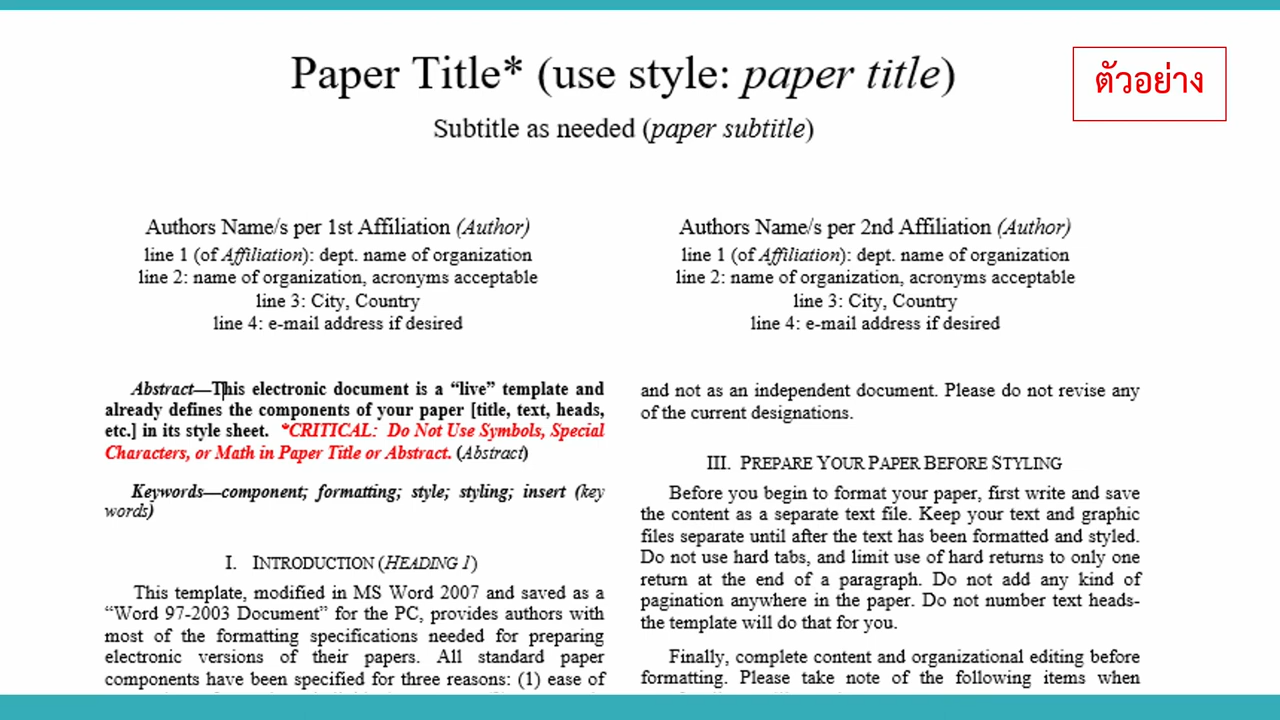 Paper Title* (use style: paper title)
ตัวอย่าง
Subtitle as needed (paper subtitle)
Authors Name/s per 1st Affiliation (Author)
line 1 (of Affiliation): dept. name of organization
line 2: name of organization, acronyms acceptable
line 3: City, Country
line 4: e-mail address if desired
Authors Name/s per 2nd Affiliation (Author)
line 1 (of Affiliation): dept. name of organization
line 2: name of organization, acronyms acceptable
line 3: City, Country
line 4: e-mail address if desired
Abstract—This electronic document is a “live” template and
already defines the components of your paper [title, text, heads,
etc.] in its style sheet. *CRITICAL: Do Not Use Symbols, Special
Characters, or Math in Paper Title or Abstract. (Abstract)
Keywords—component; formatting; style; styling; insert (key
words)
I. INTRODUCTION (HEADING 1)
This template, modified in MS Word 2007 and saved as a
“Word 97-2003 Document” for the PC, provides authors with
most of the formatting specifications needed for preparing
electronic versions of their papers. All standard paper
components have been specified for three reasons: (1) ease of
and not as an independent document. Please do not revise any
of the current designations.
III. PREPARE YOUR PAPER BEFORE STYLING
Before you begin to format your paper, first write and save
the content as a separate text file. Keep your text and graphic
files separate until after the text has been formatted and styled.
Do not use hard tabs, and limit use of hard returns to only one
return at the end of a paragraph. Do not add any kind of
pagination anywhere in the paper. Do not number text heads-
the template will do that for you.
Finally, complete content and organizational editing before
formatting. Please take note of the following items when